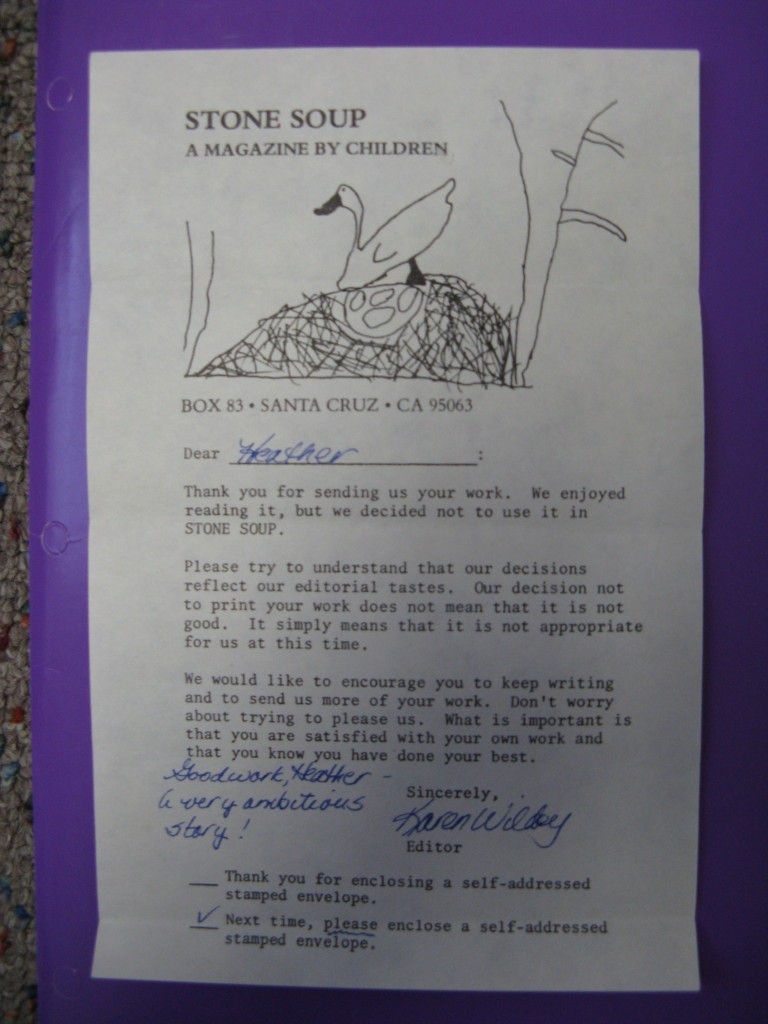 STONE SOUP
A MAGAZINE BY CHILDREN
BOX 83 • SANTA CRUZ • CA 95063
Dear Heather :
Thank you for sending us your work. We enjoyed
reading it, but we decided not to use it in
STONE SOUP.
Please try to understand that our decisions
reflect our editorial tastes. Our decision not
to print your work does not mean that it is not
good. It simply means that it is not appropriate
for us at this time.
We would like to encourage you to keep writing
and to send us more of your work. Don't worry
about trying to please us. What is important is
that you are satisfied with your own work and
that you know you have done your best.
Good work, Heather -
a very ambitious
story!
Sincerely,
Karen Wilbey
Editor
Thank you for enclosing a self-addressed
stamped envelope.
✓ Next time, please enclose a self-addressed
stamped envelope.